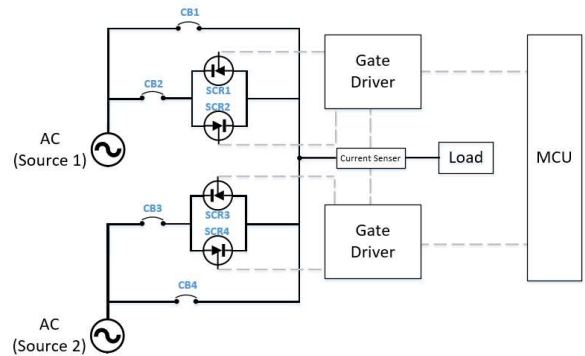 CB1
Gate
Driver
SCR1
CB2
SCR2
AC
(Source 1)
Current Senser
Load
MCU
CB3
SCR3
SCR4
Gate
Driver
CB4
AC
(Source 2)